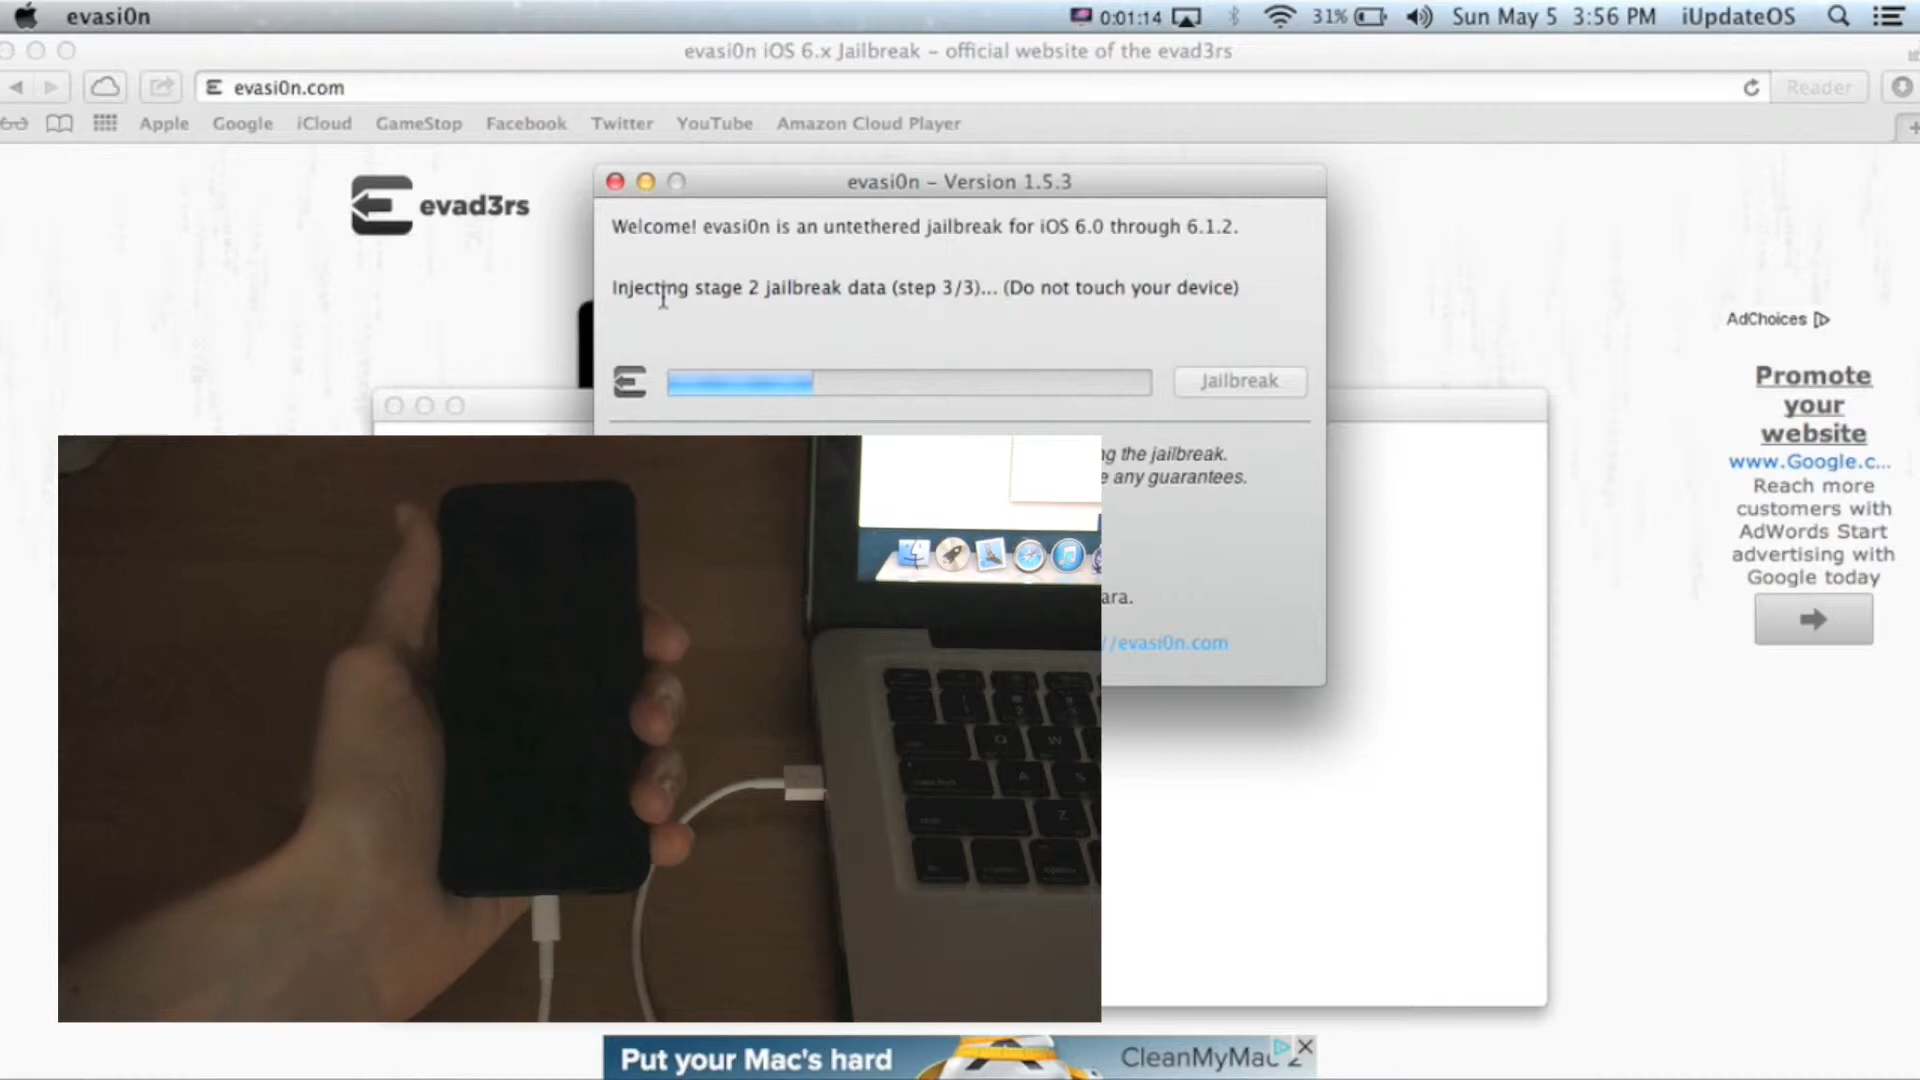 evasi0n
0:01:14
31%
Sun May 5 3:56 PM
iUpdateOS
evasi0n iOS 6.x Jailbreak – official website of the evad3rs
evasi0n.com
Reader
Apple Google iCloud GameStop Facebook Twitter YouTube Amazon Cloud Player
evad3rs
evasi0n – Version 1.5.3
Welcome! evasi0n is an untethered jailbreak for iOS 6.0 through 6.1.2.
Injecting stage 2 jailbreak data (step 3/3)... (Do not touch your device)
Jailbreak
ng the jailbreak.
e any guarantees.
ara.
//evasi0n.com
AdChoices
Promote
your
website
www.Google.c...
Reach more
customers with
AdWords Start
advertising with
Google today
Q W
A S
Z
Put your Mac's hard
CleanMyMac 2